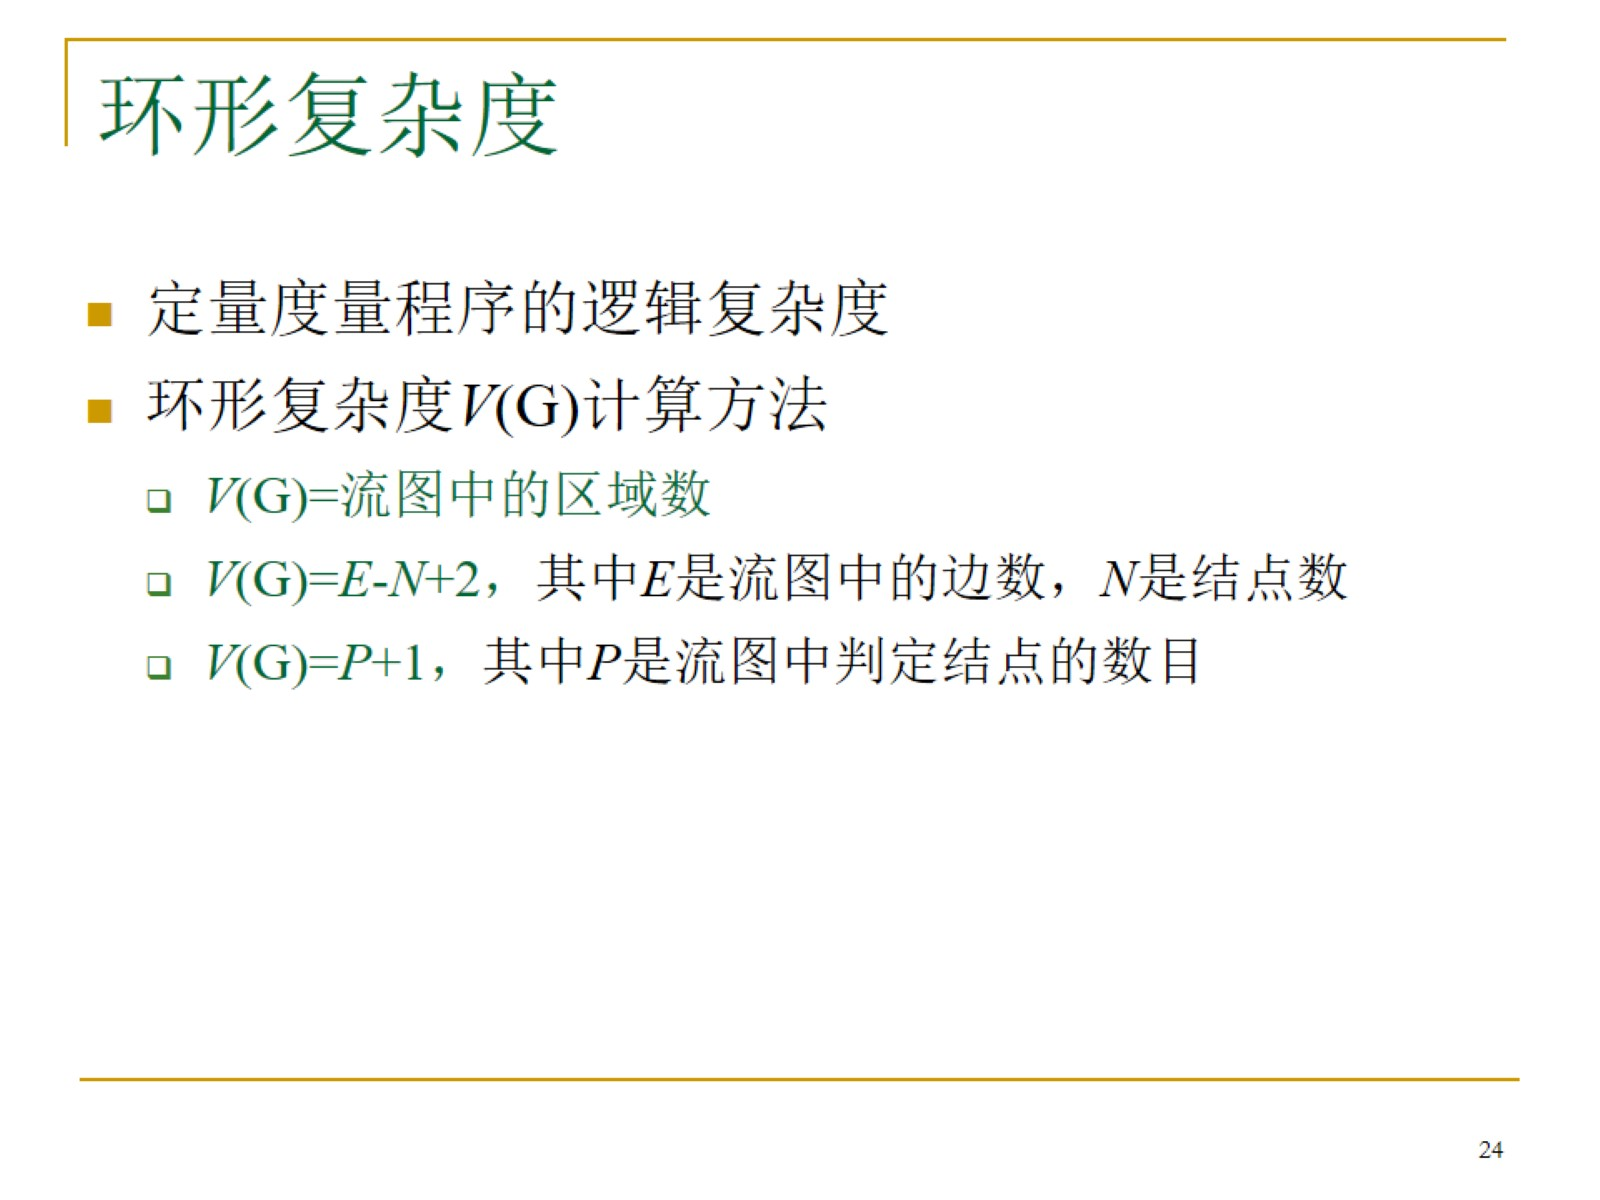 环形复杂度
定量度量程序的逻辑复杂度
环形复杂度V(G)计算方法
V(G)=流图中的区域数
V(G)=E-N+2，其中E是流图中的边数，N是结点数
V(G)=P+1，其中P是流图中判定结点的数目
24